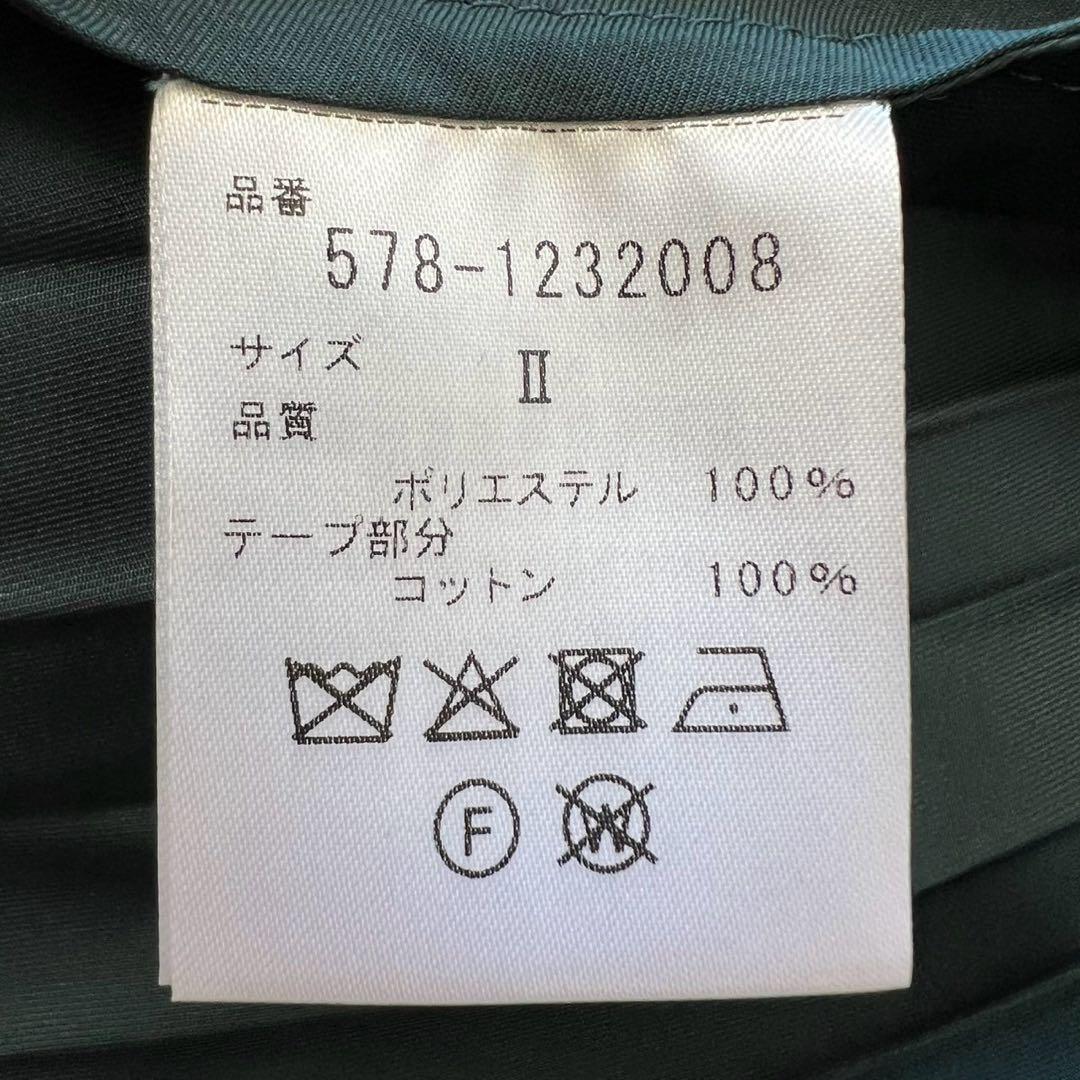 品番
578-1232008
サイズ Ⅱ
品質
ポリエステル 100%
テープ部分
コットン 100%
F W